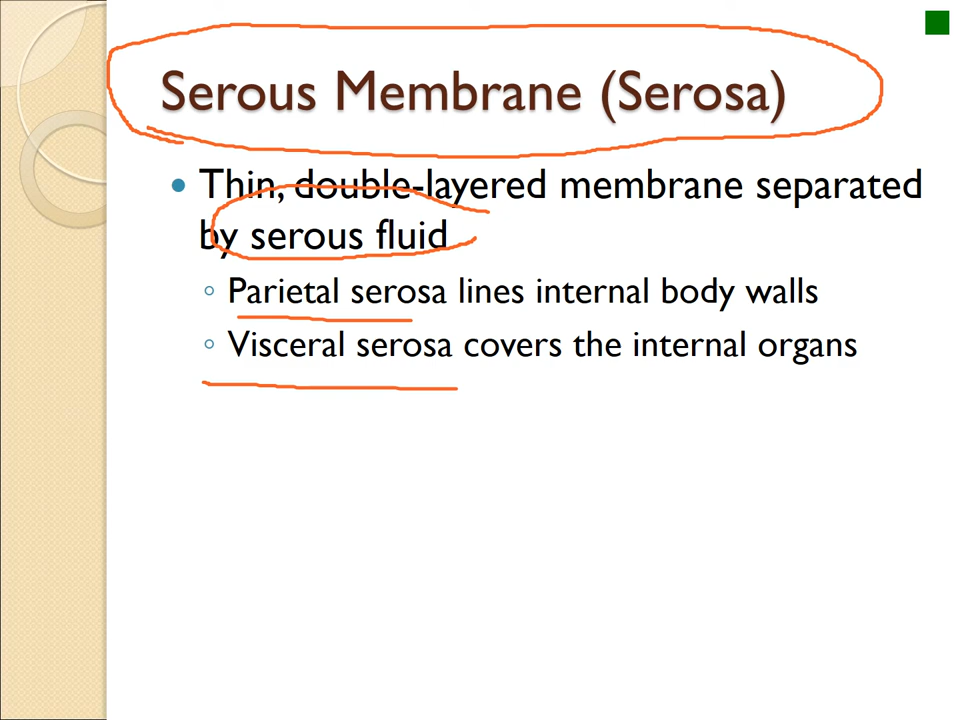 Serous Membrane (Serosa)
• Thin, double-layered membrane separated
by serous fluid
◦ Parietal serosa lines internal body walls
◦ Visceral serosa covers the internal organs